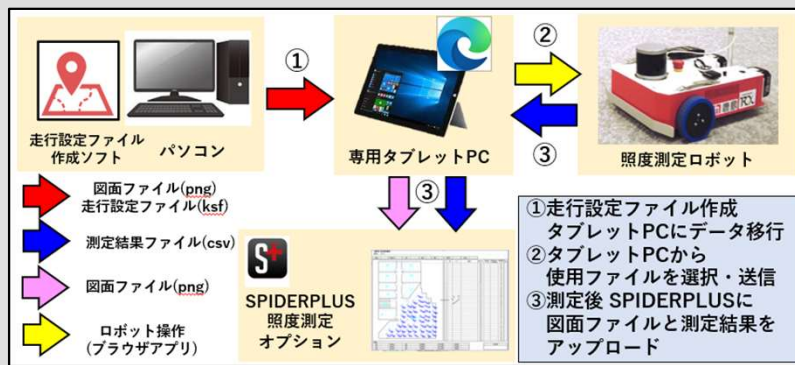 ①
②
③
走行設定ファイル
作成ソフト
パソコン
専用タブレットPC
照度測定ロボット
図面ファイル(png)
走行設定ファイル(ksf)
測定結果ファイル(csv)
図面ファイル(png)
ロボット操作
(ブラウザアプリ)
③
S+
SPIDERPLUS
照度測定
オプション
①走行設定ファイル作成
タブレットPCにデータ移行
②タブレットPCから
使用ファイルを選択・送信
③測定後 SPIDERPLUSに
図面ファイルと測定結果を
アップロード